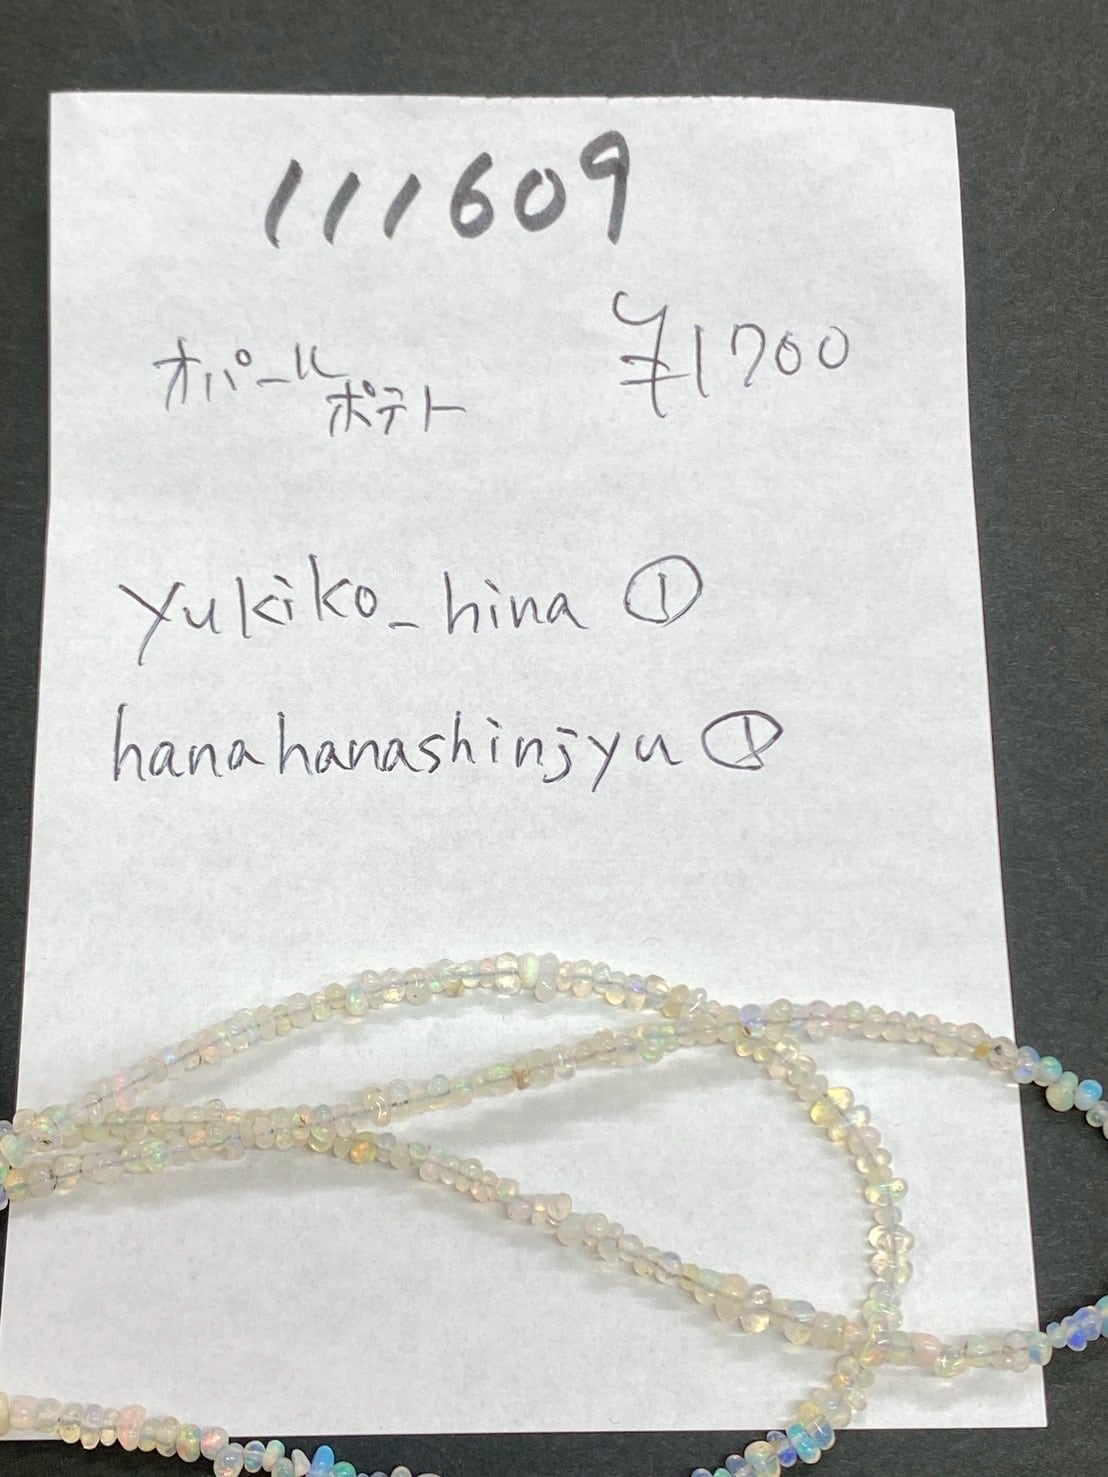 111609
オパール ¥1700
ポテト
yukiko_hina ①
hanahanashinjyu ①